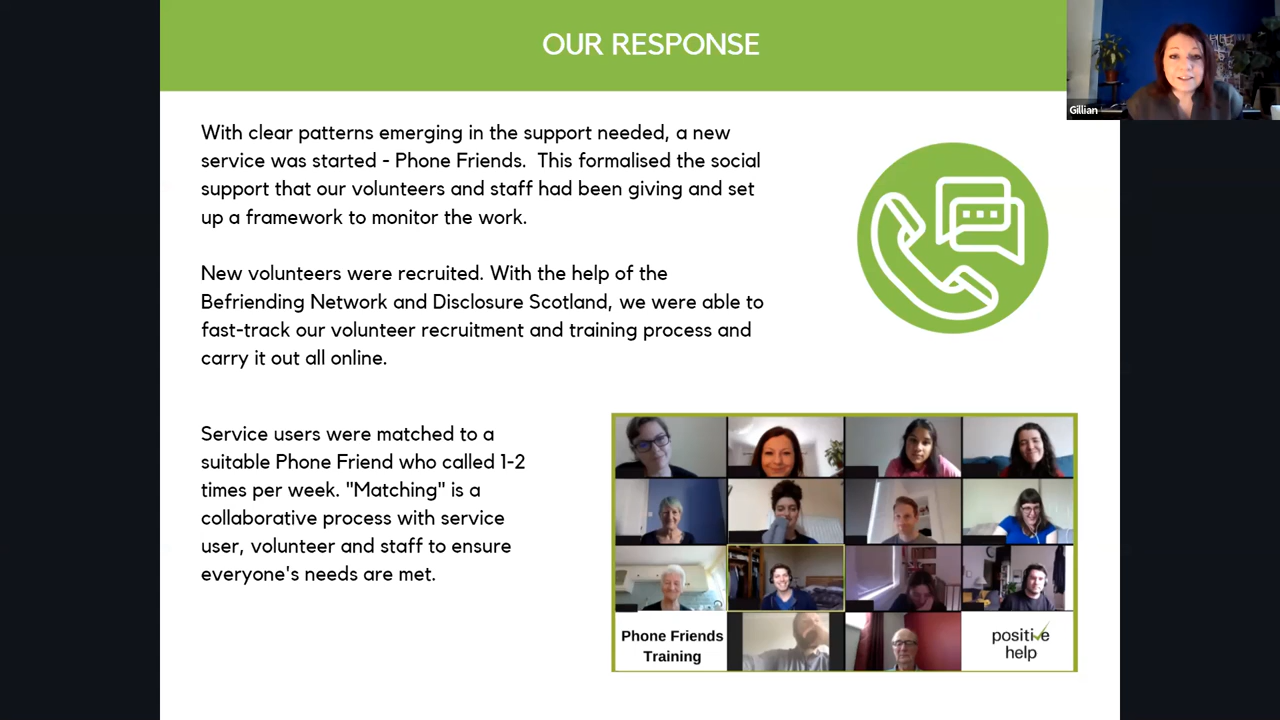 OUR RESPONSE
Gillian
With clear patterns emerging in the support needed, a new
service was started - Phone Friends.  This formalised the social
support that our volunteers and staff had been giving and set
up a framework to monitor the work.
New volunteers were recruited. With the help of the
Befriending Network and Disclosure Scotland, we were able to
fast-track our volunteer recruitment and training process and
carry it out all online.
Service users were matched to a
suitable Phone Friend who called 1-2
times per week. "Matching" is a
collaborative process with service
user, volunteer and staff to ensure
everyone's needs are met.
Phone Friends
Training
positive
help